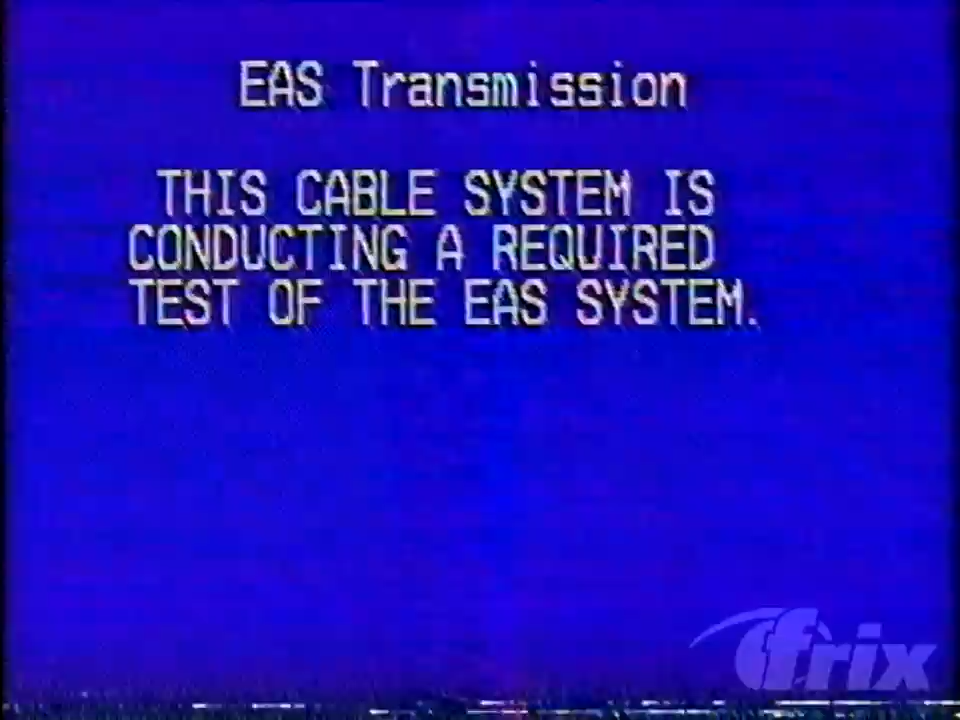 EAS Transmission
THIS CABLE SYSTEM IS
CONDUCTING A REQUIRED
TEST OF THE EAS SYSTEM.
frix